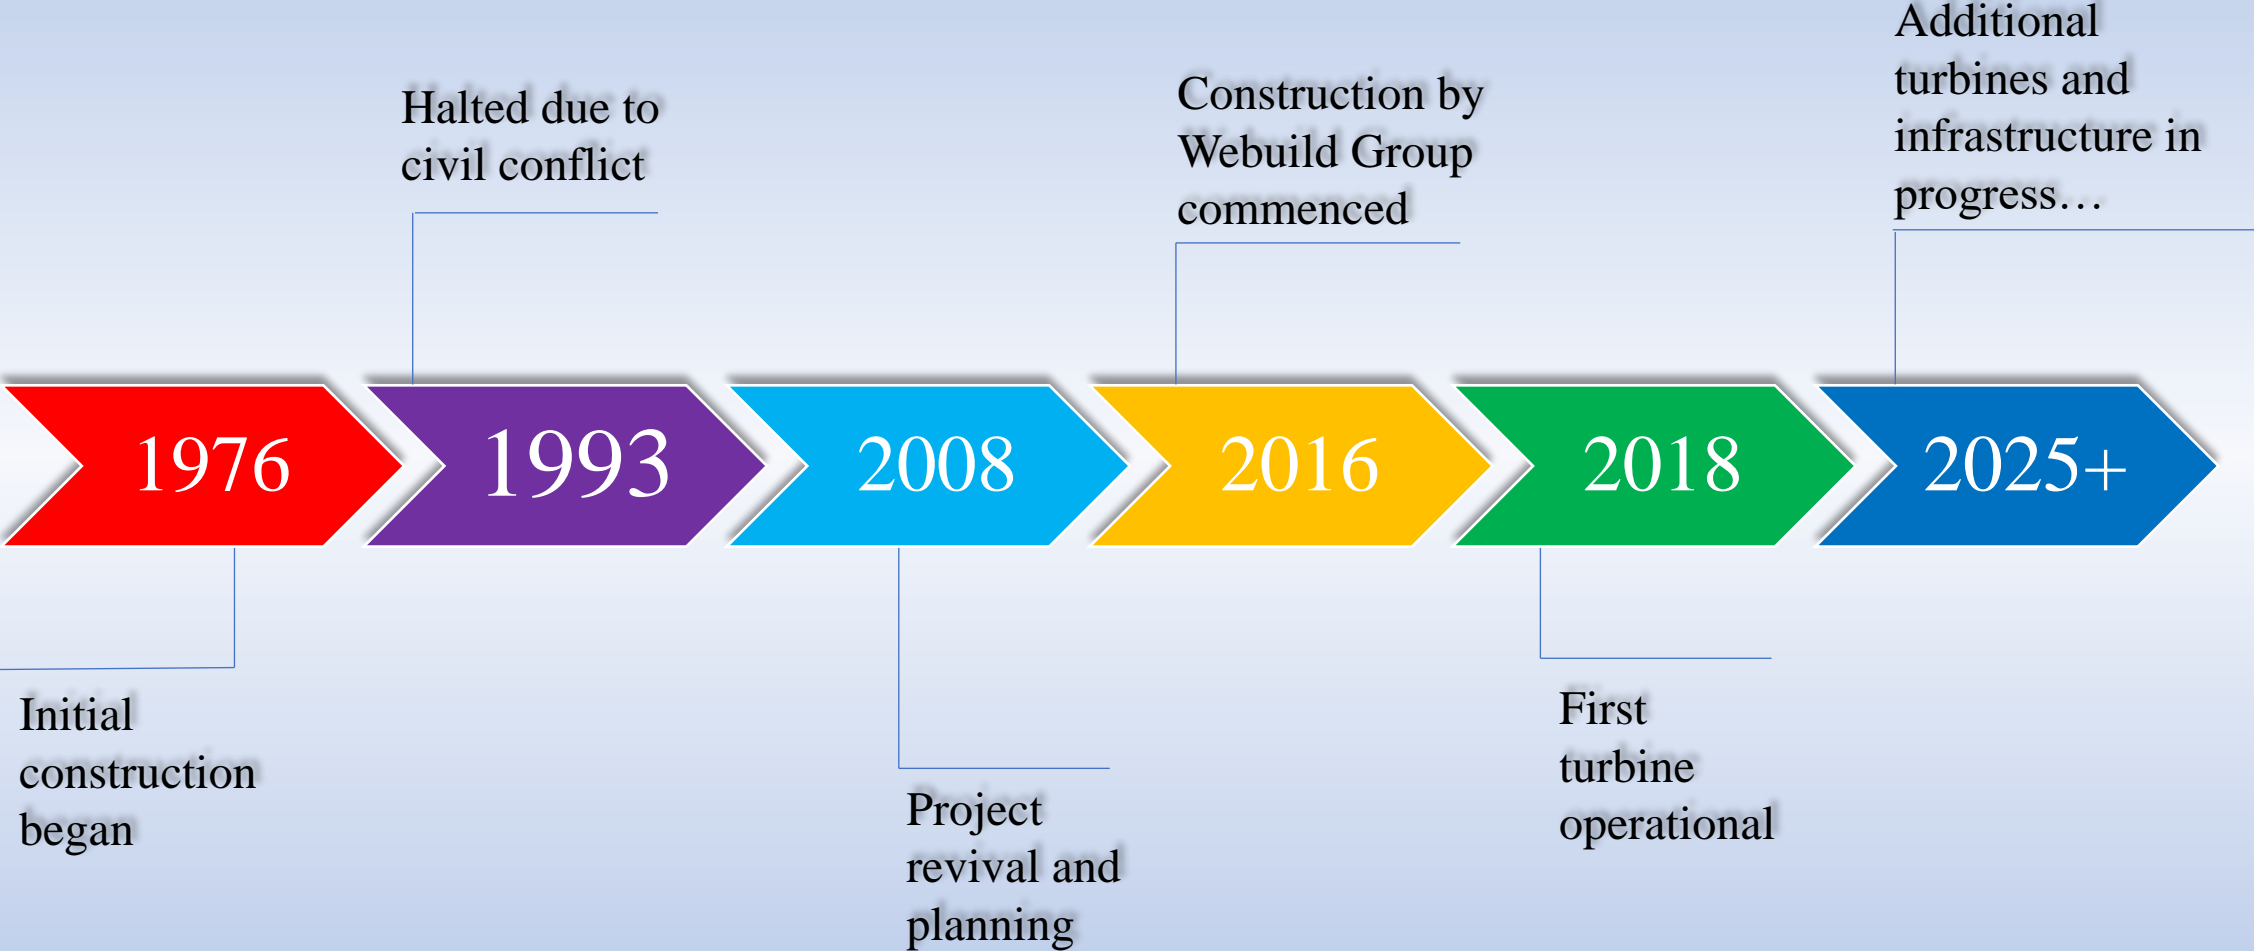 Additional
turbines and
infrastructure in
progress…
Construction by
Webuild Group
commenced
Halted due to
civil conflict
1976
1993
2008
2016
2018
2025+
Initial
construction
began
First
turbine
operational
Project
revival and
planning